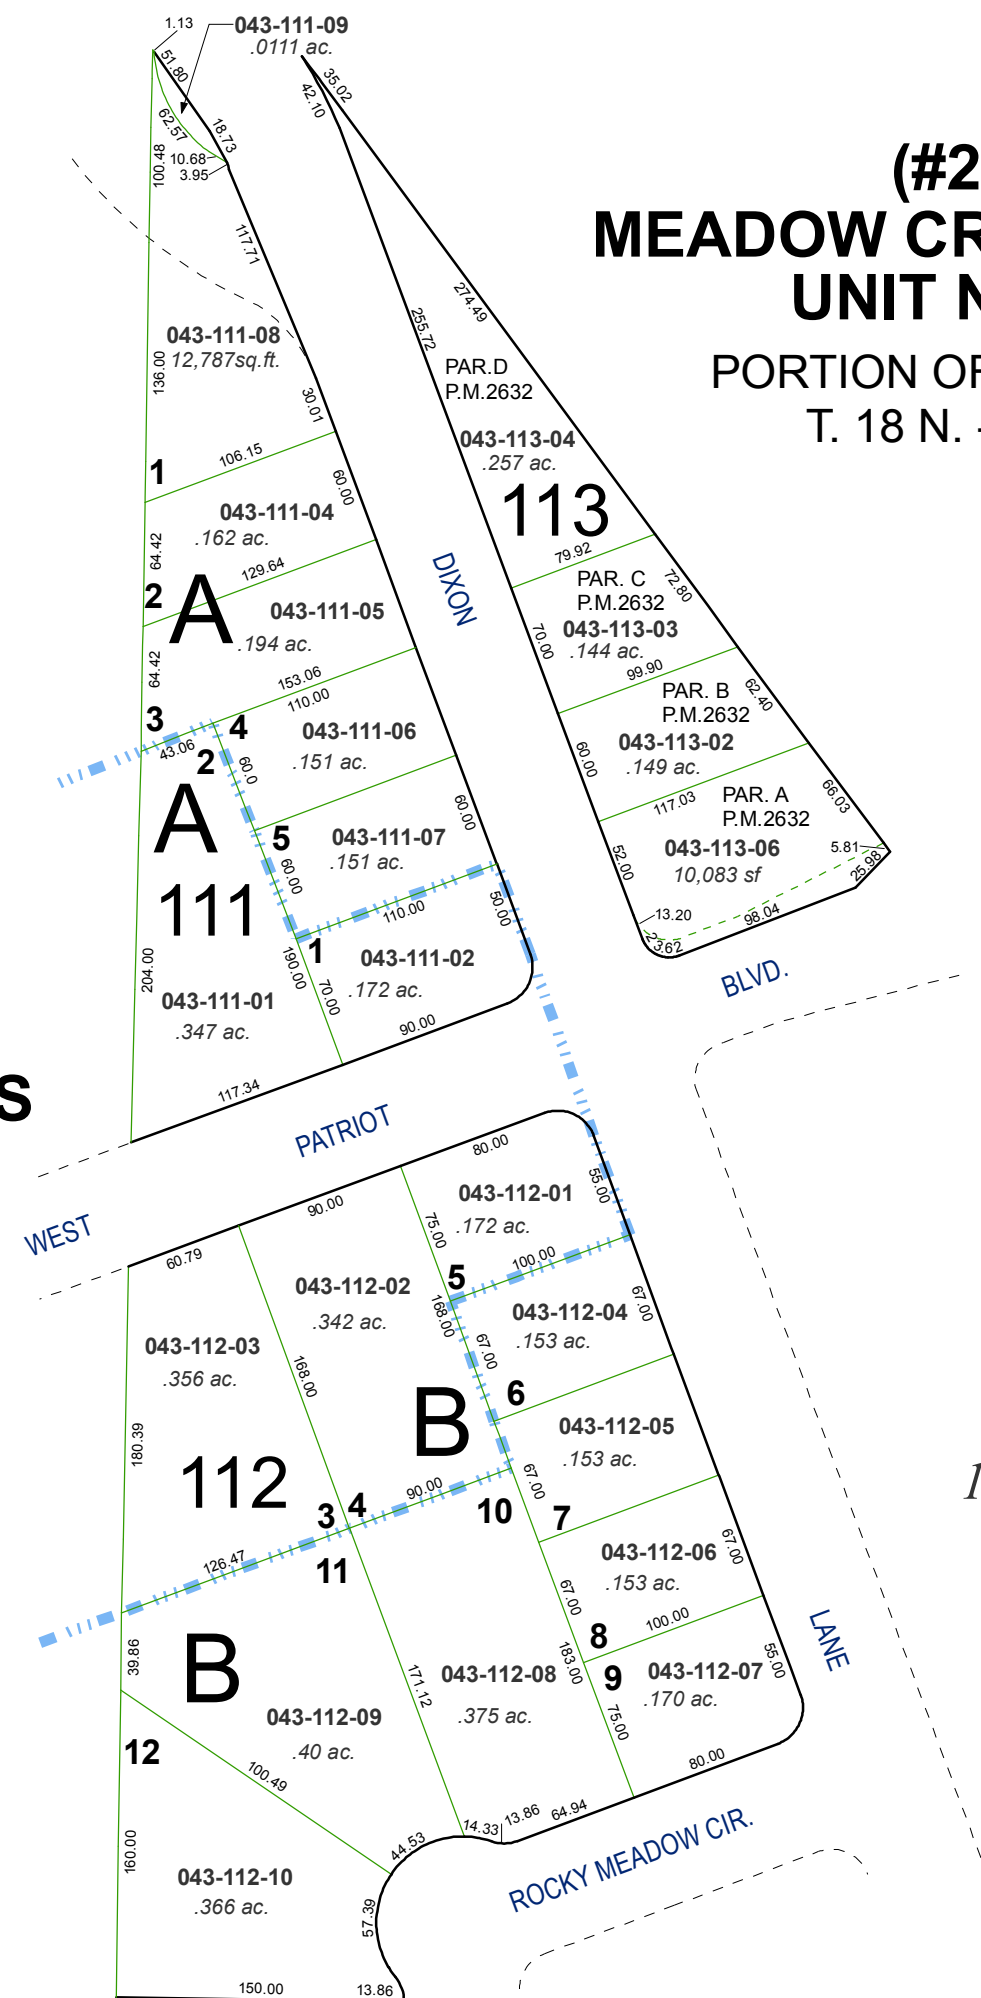 1.13
043-111-09
.0111 ac.
51.80
35.02
42.10
62.57
18.73
10.68
3.95
100.48
(#2
MEADOW CR
UNIT N
PORTION OF
T. 18 N. -
117.71
274.49
255.72
043-111-08
12,787sq.ft.
136.00
PAR.D
P.M.2632
30.01
043-113-04
.257 ac.
113
1
106.15
60.00
043-111-04
.162 ac.
64.42
129.64
79.92
DIXON
PAR. C
P.M.2632
72.80
2
A
043-111-05
.194 ac.
70.00
043-113-03
.144 ac.
64.42
153.06
110.00
99.90
PAR. B
P.M.2632
62.40
3
43.06
4
2
60.0
043-111-06
.151 ac.
60.00
043-113-02
.149 ac.
A
5
60.00
117.03
PAR. A
P.M.2632
66.03
043-111-07
.151 ac.
60.00
52.00
043-113-06
10,083 sf
5.81
25.98
111
110.00
50.00
13.20
98.04
23.62
1
190.00
70.00
043-111-02
.172 ac.
204.00
043-111-01
.347 ac.
BLVD.
90.00
117.34
S
PATRIOT
80.00
WEST
60.79
90.00
75.00
043-112-01
.172 ac.
55.00
100.00
5
043-112-02
.342 ac.
168.00
67.00
043-112-04
.153 ac.
67.00
043-112-03
.356 ac.
168.00
6
B
043-112-05
.153 ac.
180.39
112
3
4
90.00
10
67.00
7
1
11
126.47
043-112-06
.153 ac.
67.00
67.00
100.00
8
39.86
B
171.12
043-112-08
.375 ac.
183.00
9
75.00
043-112-07
.170 ac.
55.00
LANE
043-112-09
.40 ac.
12
100.49
80.00
44.53
14.33
13.86
64.94
160.00
ROCKY MEADOW CIR.
043-112-10
.366 ac.
57.39
150.00
13.86